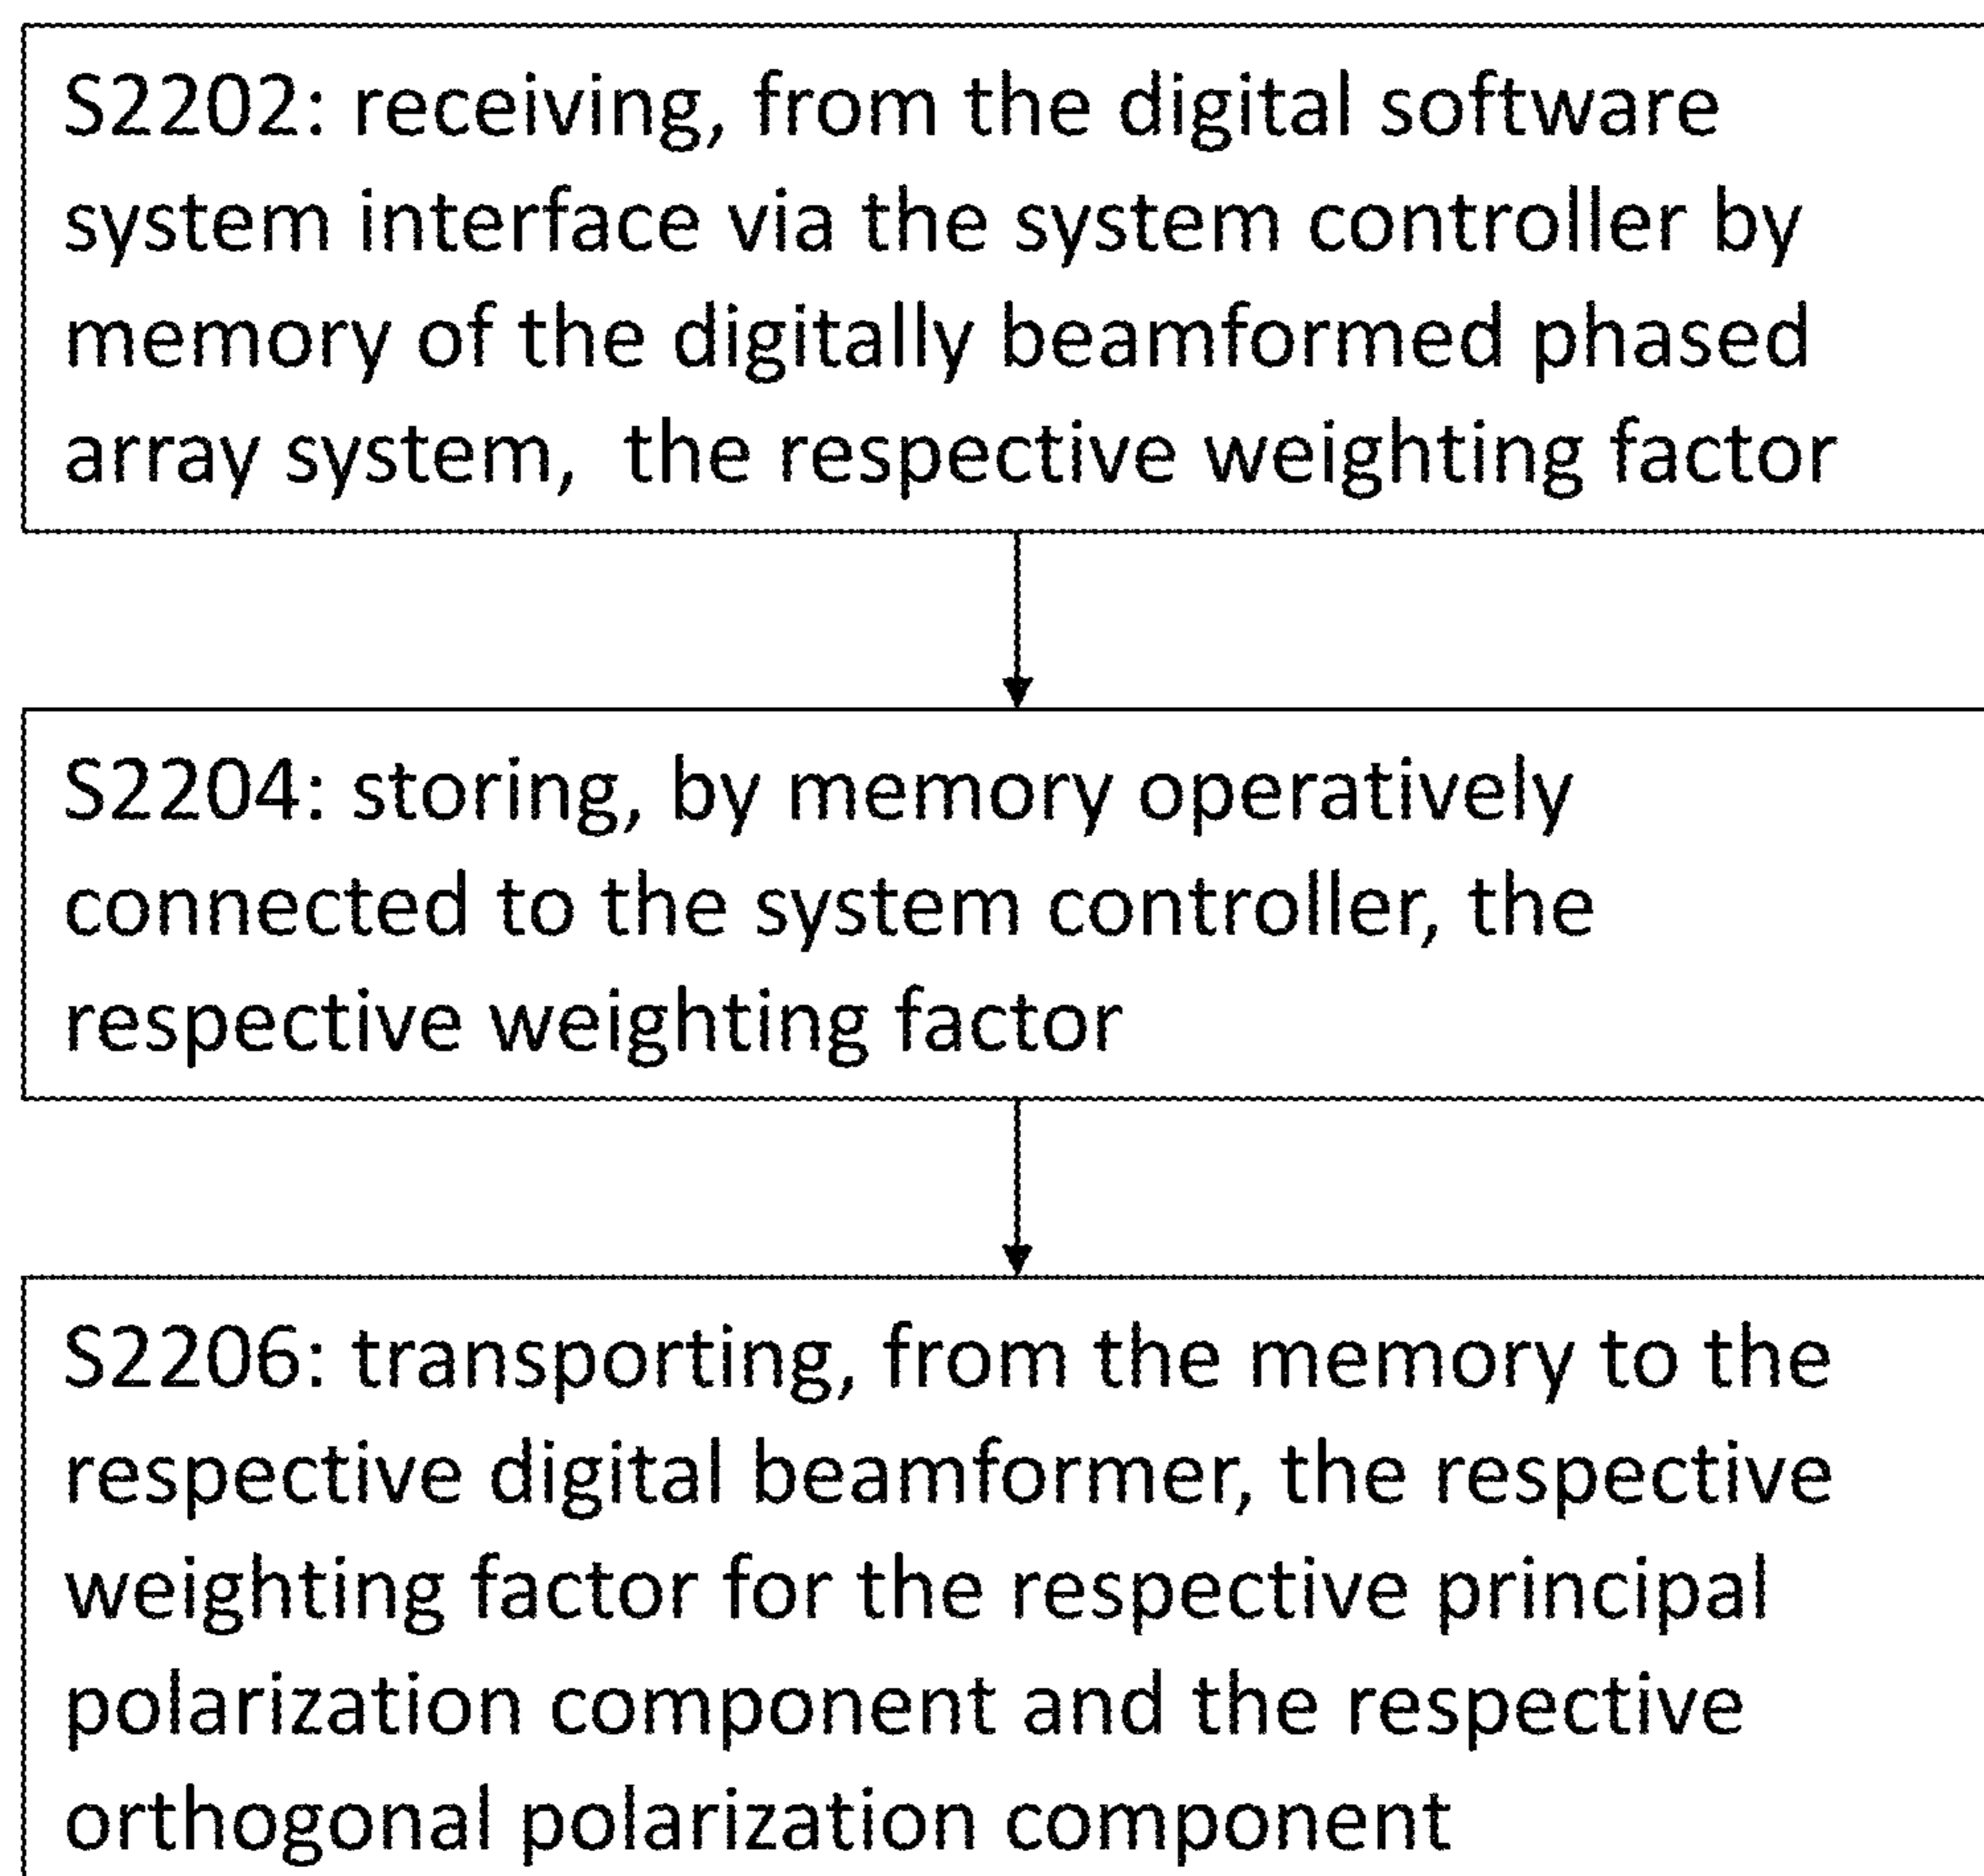 S2202: receiving, from the digital software
system interface via the system controller by
memory of the digitally beamformed phased
array system,  the respective weighting factor
S2204: storing, by memory operatively
connected to the system controller, the
respective weighting factor
S2206: transporting, from the memory to the
respective digital beamformer, the respective
weighting factor for the respective principal
polarization component and the respective
orthogonal polarization component